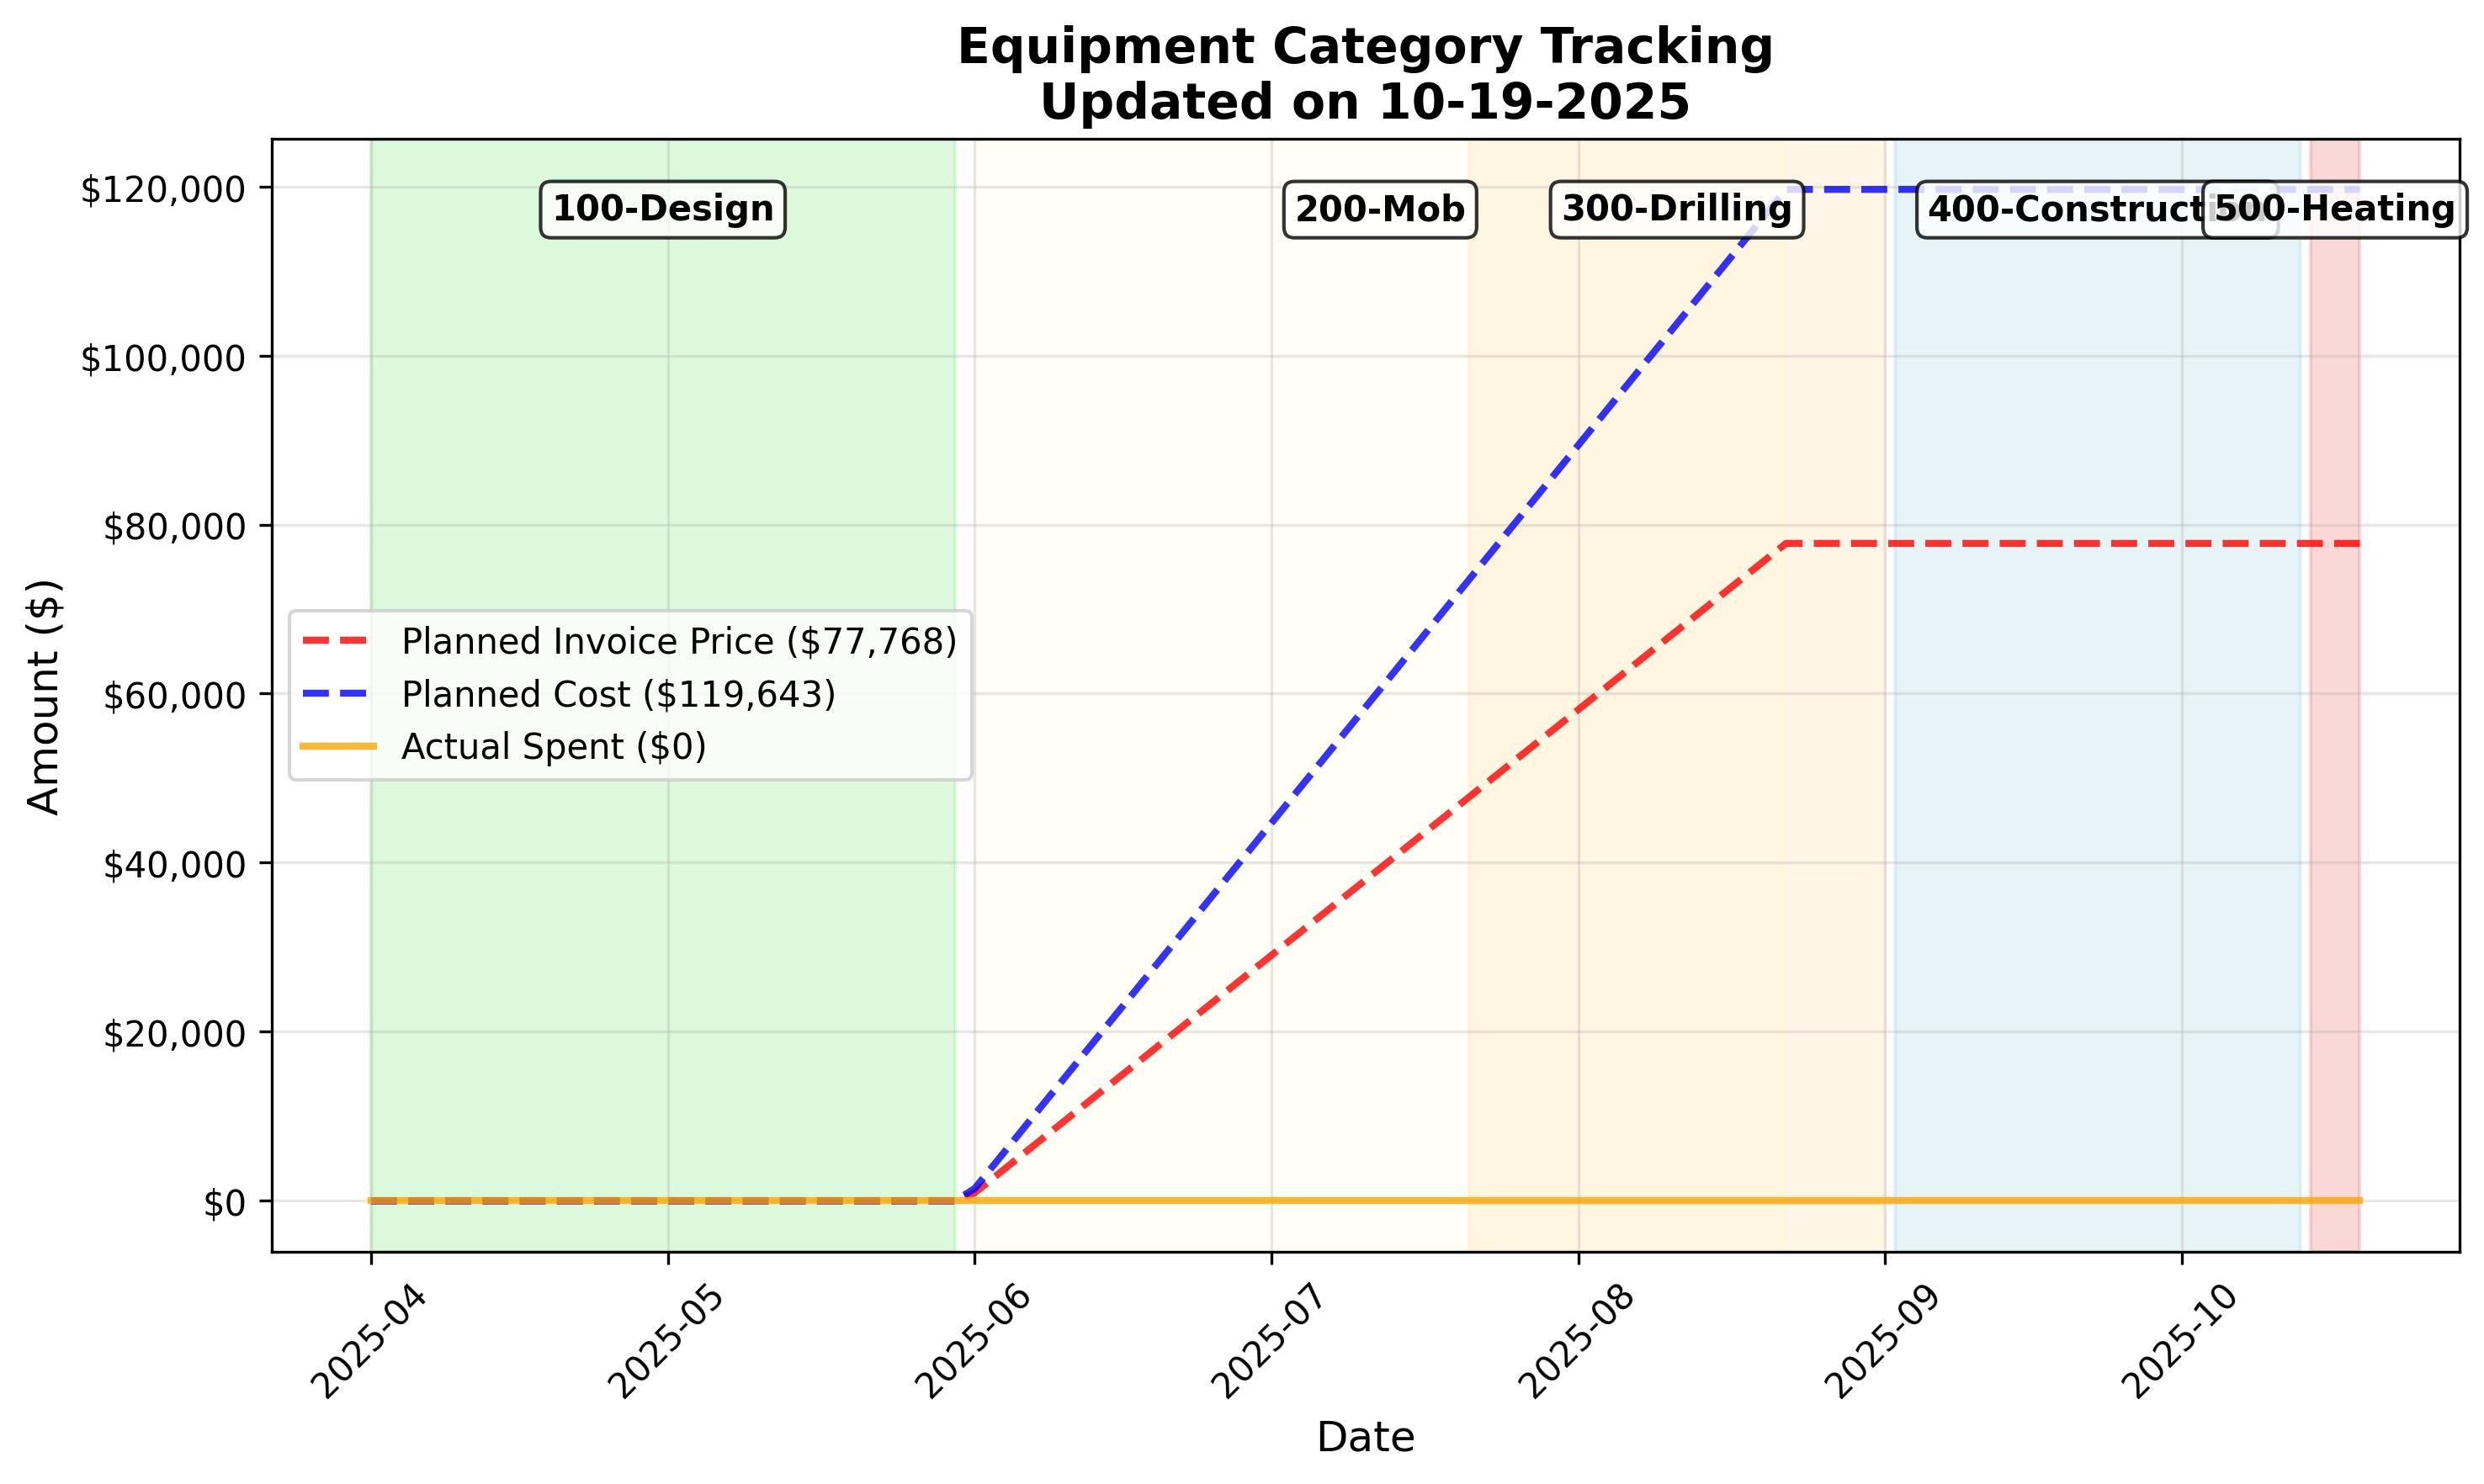 Equipment Category Tracking
Updated on 10-19-2025
Amount ($)
$120,000
$100,000
$80,000
$60,000
$40,000
$20,000
$0
100-Design
200-Mob
300-Drilling
400-Construction
500-Heating
Planned Invoice Price ($77,768)
Planned Cost ($119,643)
Actual Spent ($0)
2025-04
2025-05
2025-06
2025-07
2025-08
2025-09
2025-10
Date